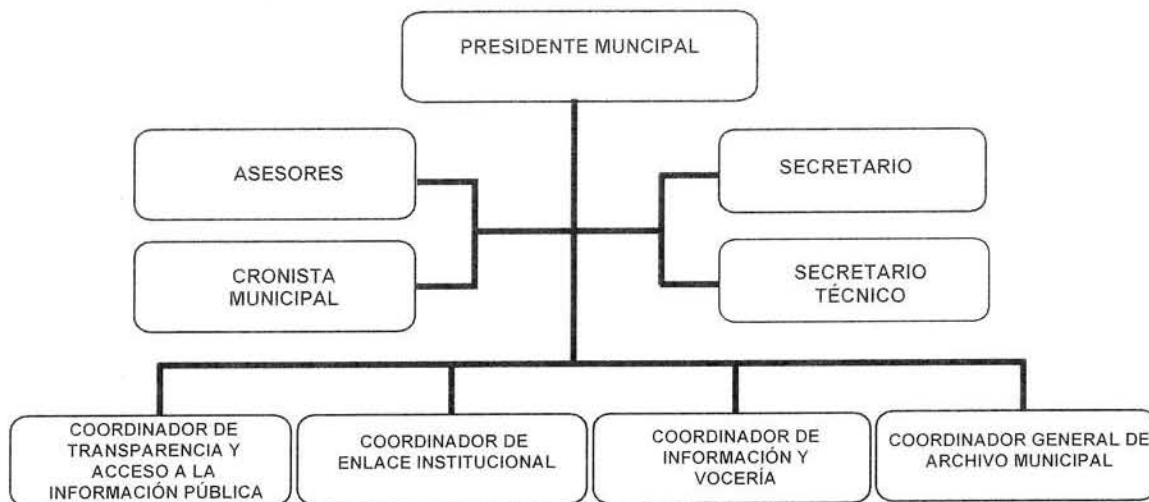 PRESIDENTE MUNCIPAL
ASESORES
SECRETARIO
CRONISTA
MUNICIPAL
SECRETARIO
TÉCNICO
COORDINADOR DE
TRANSPARENCIA Y
ACCESO A LA
INFORMACIÓN PÚBLICA
COORDINADOR DE
ENLACE INSTITUCIONAL
COORDINADOR DE
INFORMACIÓN Y
VOCERÍA
COORDINADOR GENERAL DE
ARCHIVO MUNICIPAL